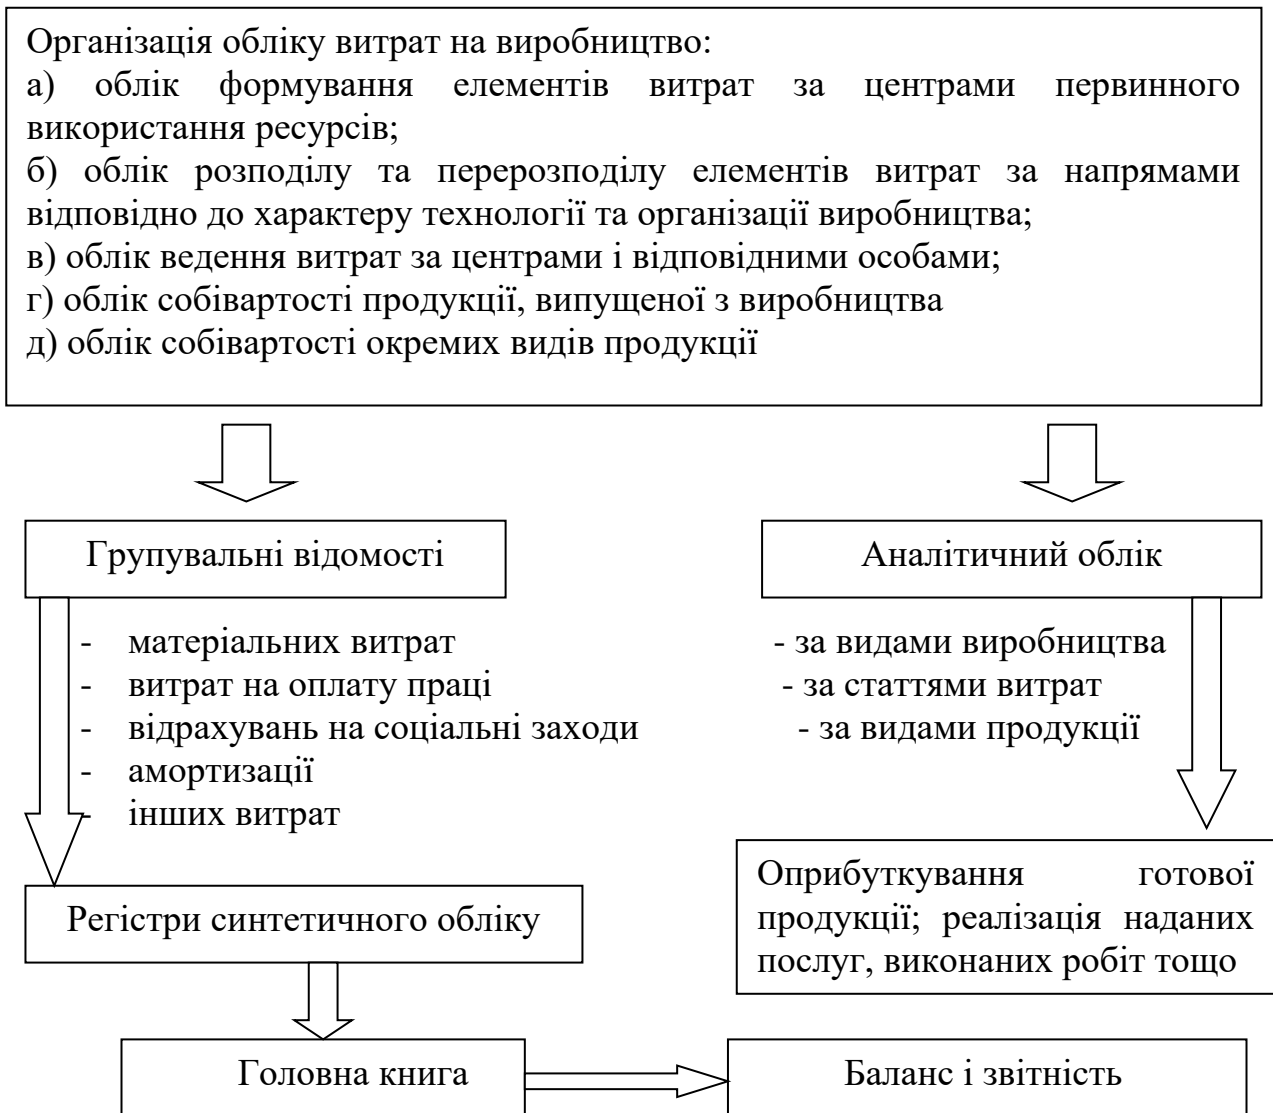 Організація обліку витрат на виробництво:
а) облік формування елементів витрат за центрами первинного
використання ресурсів;
б) облік розподілу та перерозподілу елементів витрат за напрямами
відповідно до характеру технології та організації виробництва;
в) облік ведення витрат за центрами і відповідними особами;
г) облік собівартості продукції, випущеної з виробництва
д) облік собівартості окремих видів продукції
Групувальні відомості
- матеріальних витрат
- витрат на оплату праці
- відрахувань на соціальні заходи
- амортизації
- інших витрат
Регістри синтетичного обліку
Аналітичний облік
- за видами виробництва
- за статтями витрат
- за видами продукції
Оприбуткування готової
продукції; реалізація наданих
послуг, виконаних робіт тощо
Головна книга
Баланс і звітність